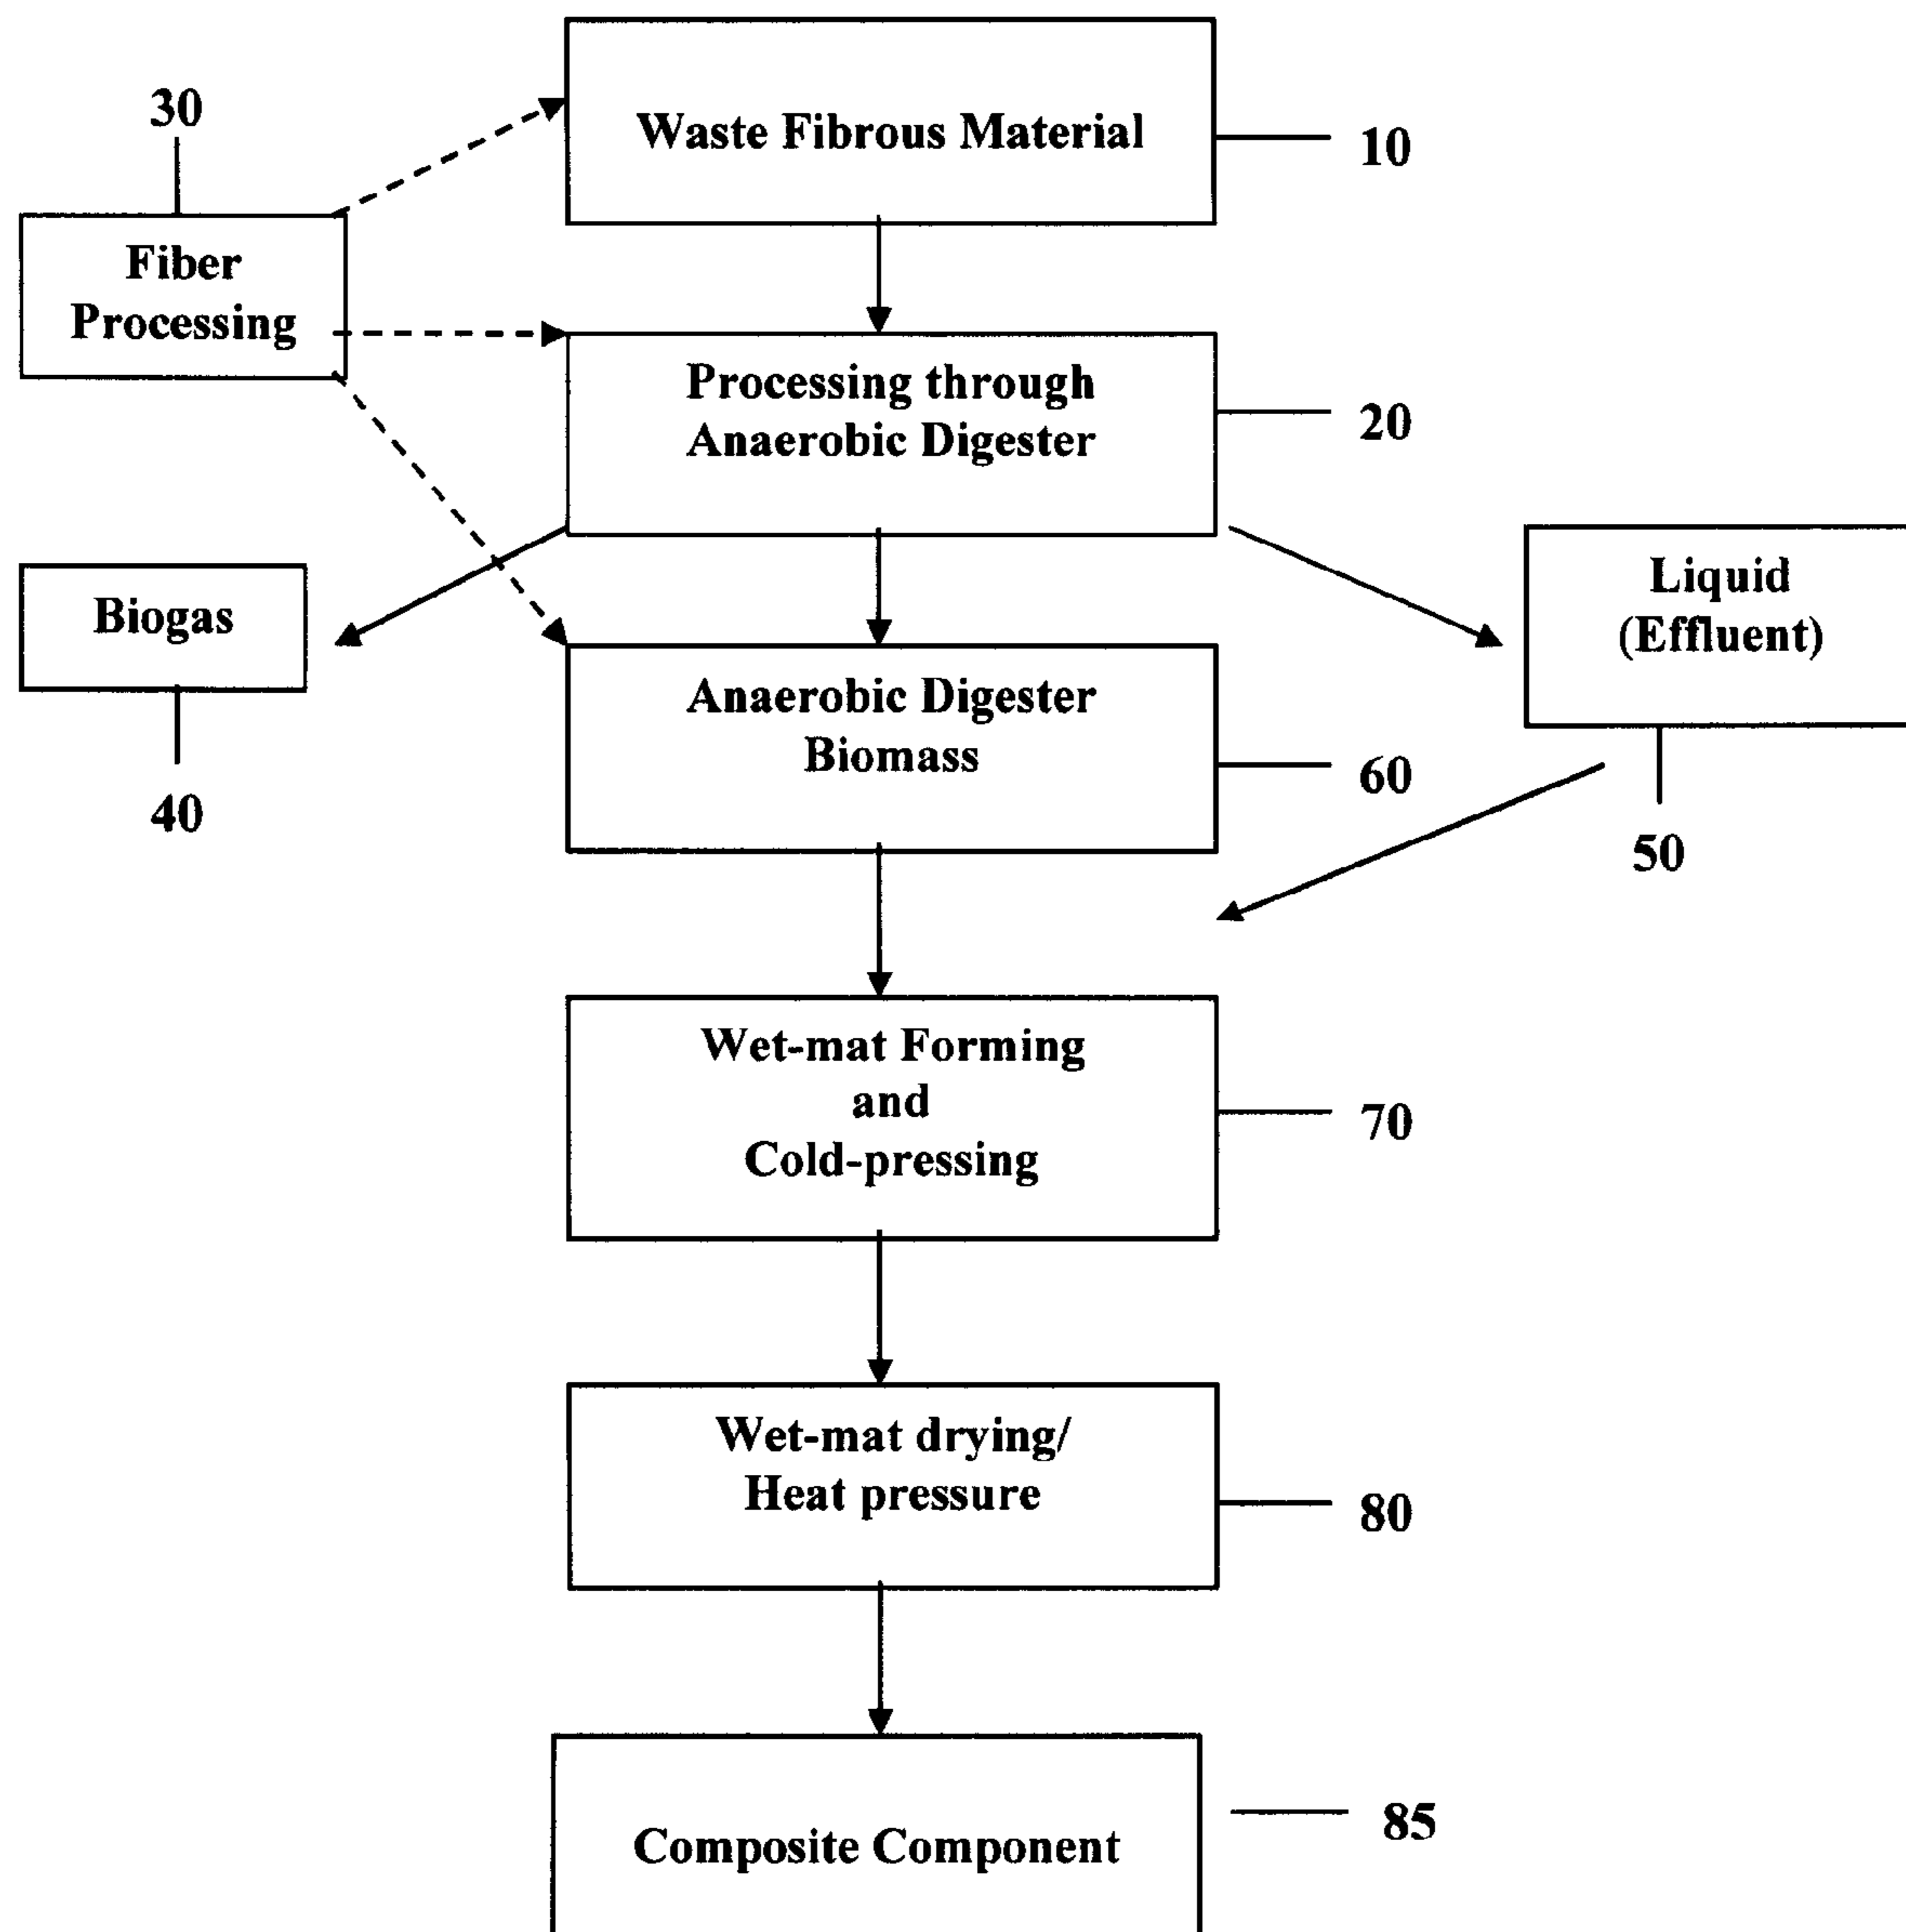 Waste Fibrous Material
10
30
Fiber
Processing
Processing through
Anaerobic Digester
20
Biogas
40
Liquid
(Effluent)
50
Anaerobic Digester
Biomass
60
Wet-mat Forming
and
Cold-pressing
70
Wet-mat drying/
Heat pressure
80
Composite Component
85